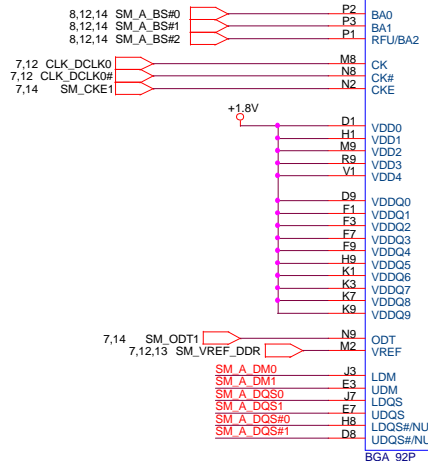 8,12,14 SM_A_BS#0 P2 BA0
8,12,14 SM_A_BS#1 P3 BA1
8,12,14 SM_A_BS#2 P1 RFU/BA2
7,12 CLK_DCLK0 M8 CK
7,12 CLK_DCLK0# N8 CK#
7,14 SM_CKE1 N2 CKE
+1.8V
D1 VDD0
H1 VDD1
M9 VDD2
R9 VDD3
V1 VDD4
D9 VDDQ0
F1 VDDQ1
F3 VDDQ2
F7 VDDQ3
F9 VDDQ4
H9 VDDQ5
K1 VDDQ6
K3 VDDQ7
K7 VDDQ8
K9 VDDQ9
7,14 SM_ODT1 N9 ODT
7,12,13 SM_VREF_DDR M2 VREF
SM_A_DM0 J3 LDM
SM_A_DM1 E3 UDM
SM_A_DQS0 J7 LDQS
SM_A_DQS1 E7 UDQS
SM_A_DQS#0 H8 LDQS#/NU
SM_A_DQS#1 D8 UDQS#/NU
BGA_92P